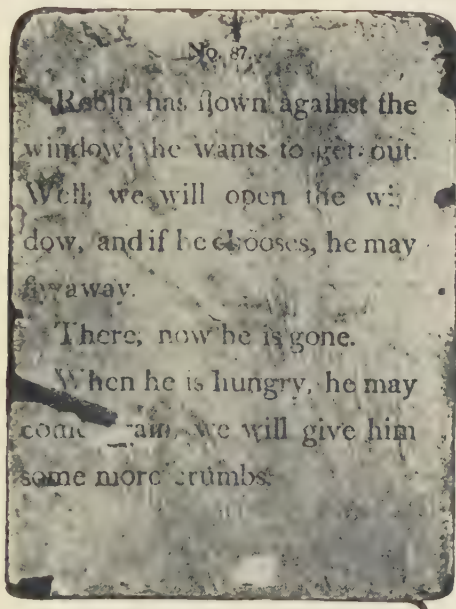 No. 87.
Robin has flown against the
window; he wants to get out.
Well; we will open the win
dow, and if he chooses, he may
fly away.
There; now he is gone.
When he is hungry, he may
come again, we will give him
some more crumbs.